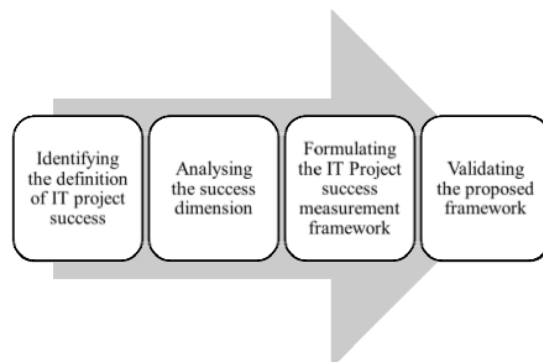 Identifying
the definition
of IT project
success
Analysing
the success
dimension
Formulating
the IT Project
success
measurement
framework
Validating
the proposed
framework